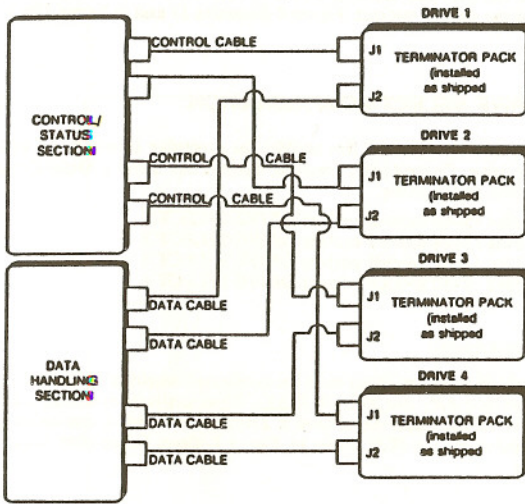 DRIVE 1
CONTROL CABLE
J1
TERMINATOR PACK
(installed
as shipped
J2
CONTROL/
STATUS
SECTION
DRIVE 2
CONTROL CABLE
J1
TERMINATOR PACK
(installed
as shipped
J2
CONTROL CABLE
DRIVE 3
J1
TERMINATOR PACK
(installed
as shipped
J2
DATA CABLE
DATA CABLE
DATA
HANDLING
SECTION
DRIVE 4
J1
TERMINATOR PACK
(installed
as shipped
J2
DATA CABLE
DATA CABLE